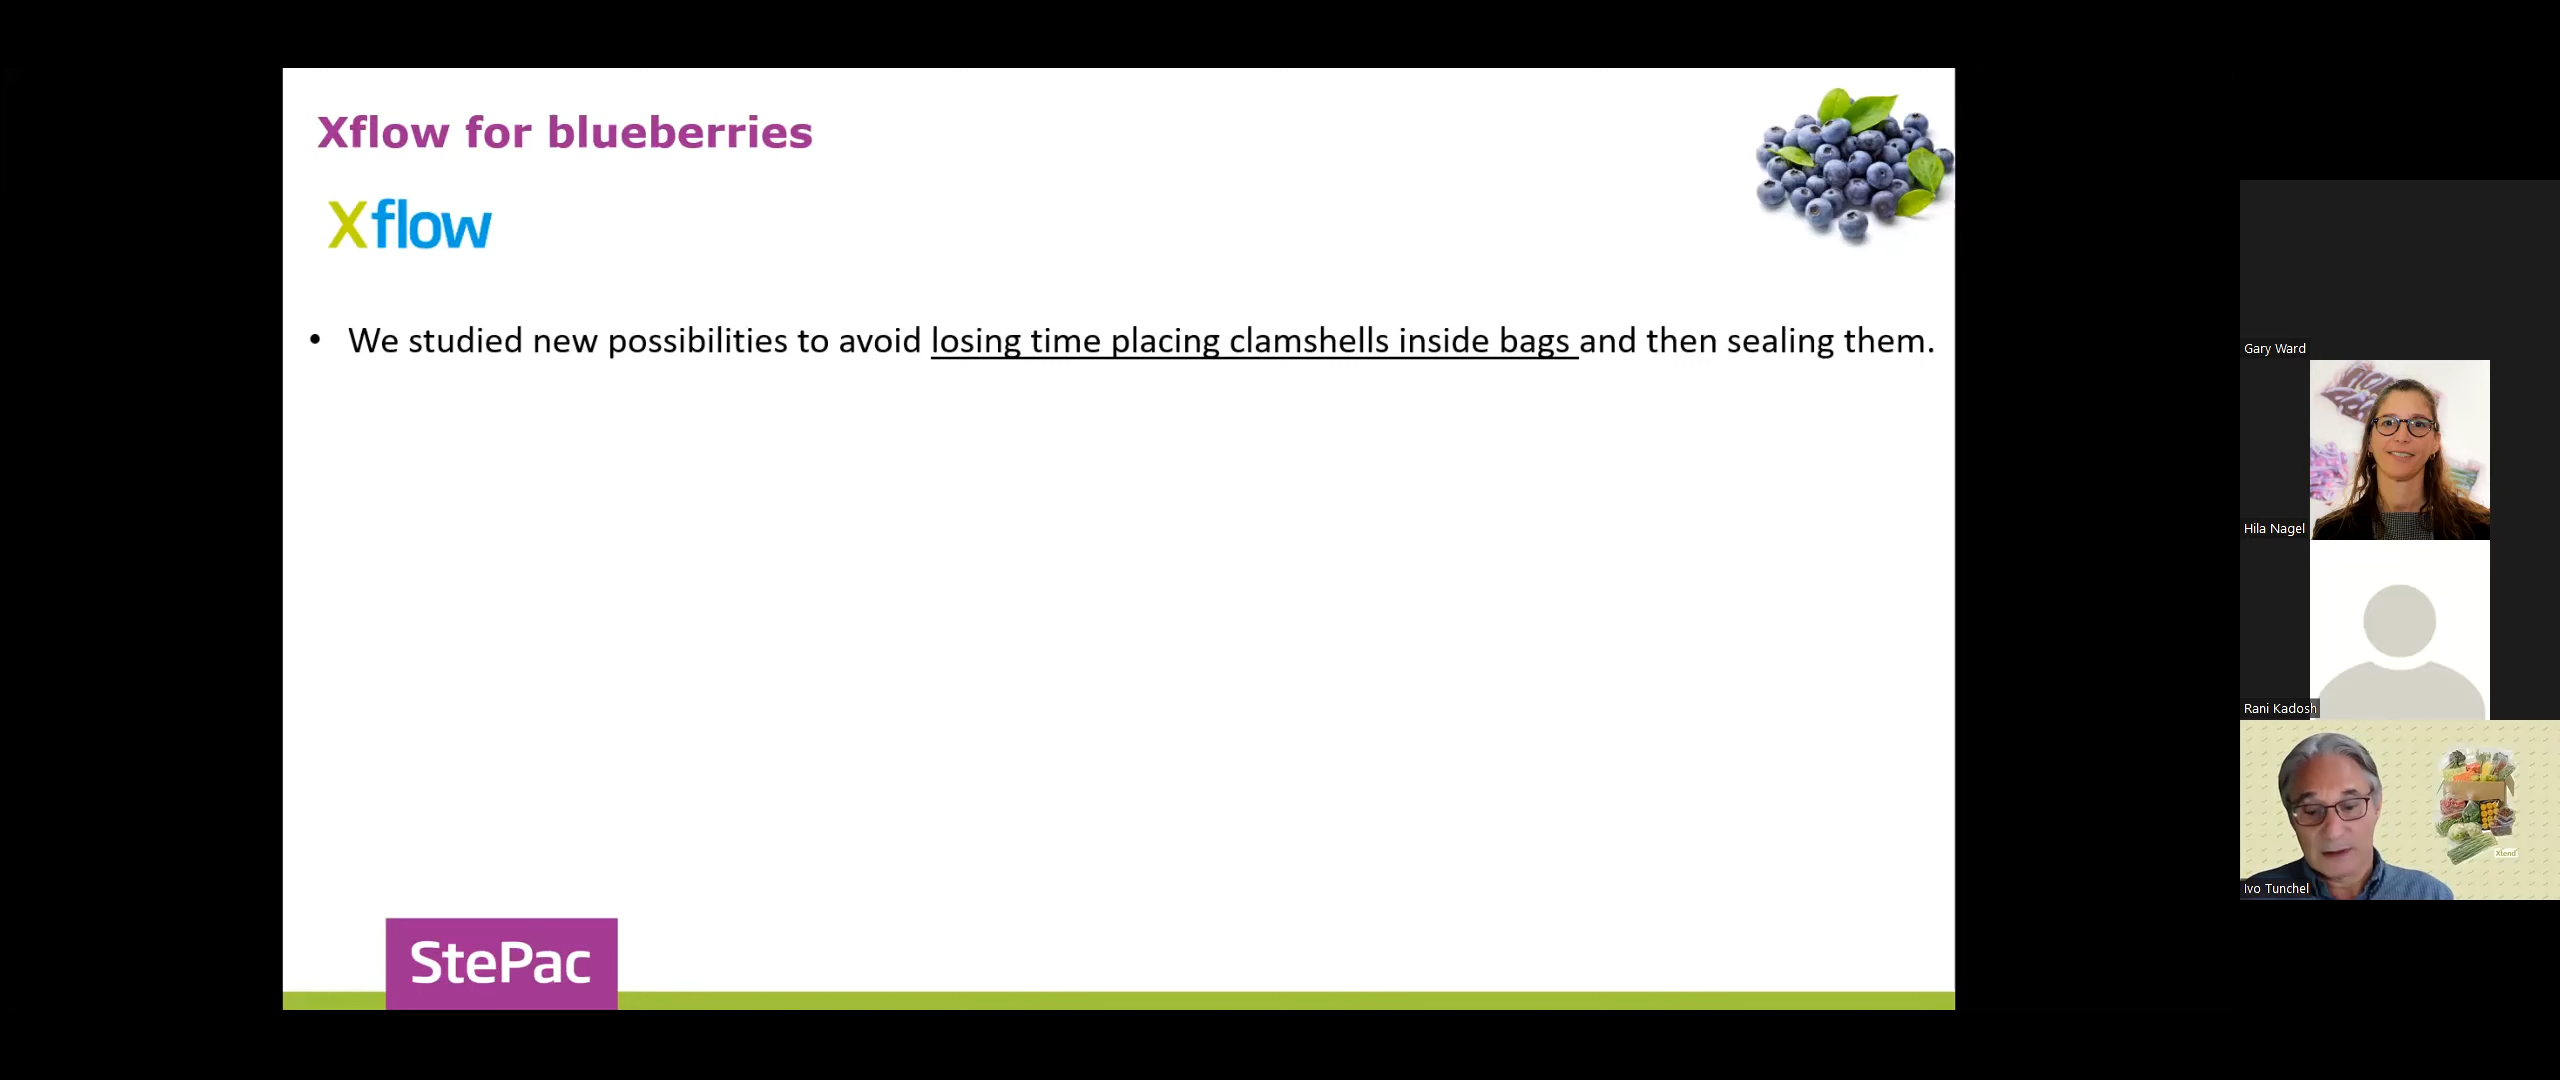 Xflow for blueberries
Xflow
• We studied new possibilities to avoid losing time placing clamshells inside bags and then sealing them.
StePac
Gary Ward
Hila Nagel
Rani Kadosh
Xtend
Ivo Tunchel